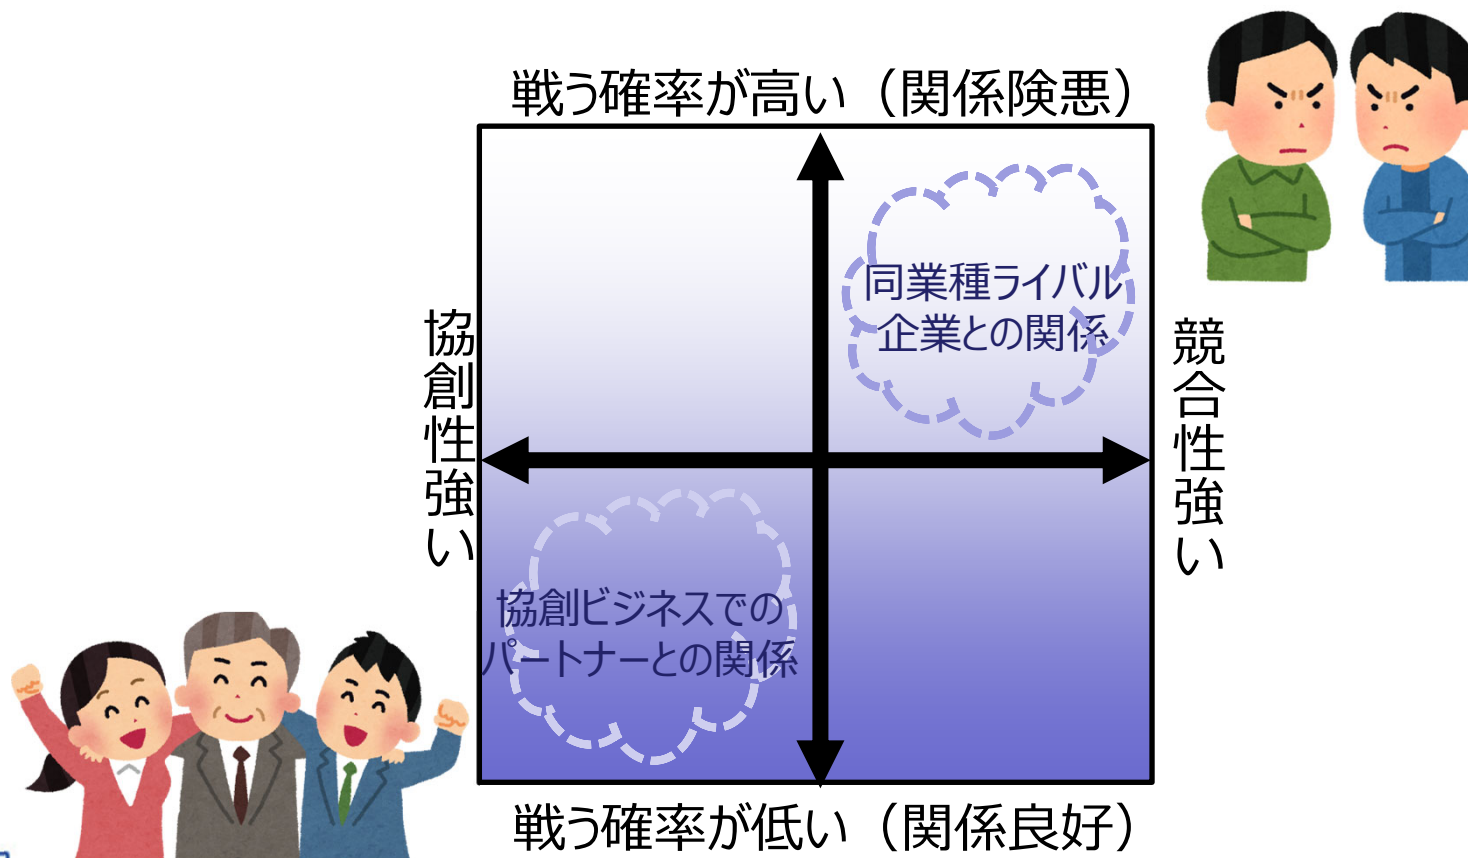 戦う確率が高い（関係険悪）
同業種ライバル
企業との関係
協創性強い
競合性強い
協創ビジネスでの
パートナーとの関係
戦う確率が低い（関係良好）